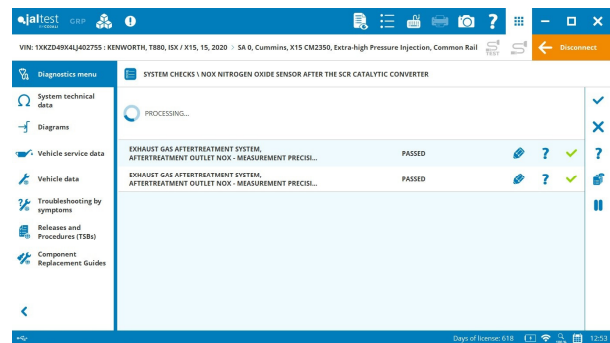 jaltest GRP
BY COJALI
VIN: 1XKZD49X4LJ402755 : KENWORTH, T880, ISX / X15, 15, 2020 > SA 0, Cummins, X15 CM2350, Extra-high Pressure Injection, Common Rail
TEST
Disconnect
Diagnostics menu
SYSTEM CHECKS \ NOX NITROGEN OXIDE SENSOR AFTER THE SCR CATALYTIC CONVERTER
System technical
data
Diagrams
Vehicle service data
Vehicle data
Troubleshooting by
symptoms
Releases and
Procedures (TSBs)
Component
Replacement Guides
PROCESSING...
EXHAUST GAS AFTERTREATMENT SYSTEM,
AFTERTREATMENT OUTLET NOX - MEASUREMENT PRECISI...
PASSED
?
EXHAUST GAS AFTERTREATMENT SYSTEM,
AFTERTREATMENT OUTLET NOX - MEASUREMENT PRECISI...
PASSED
?
?
Days of license: 618
12:53